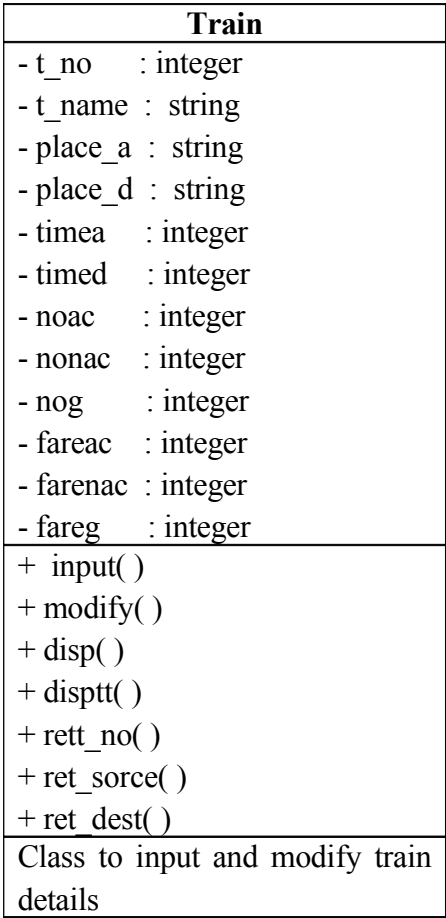 Train
- t_no : integer
- t_name : string
- place_a : string
- place_d : string
- timea : integer
- timed : integer
- noac : integer
- nonac : integer
- nog : integer
- fareac : integer
- farenac : integer
- fareg : integer
+ input( )
+ modify( )
+ disp( )
+ disptt( )
+ rett_no( )
+ ret_sorce( )
+ ret_dest( )
Class to input and modify train
details